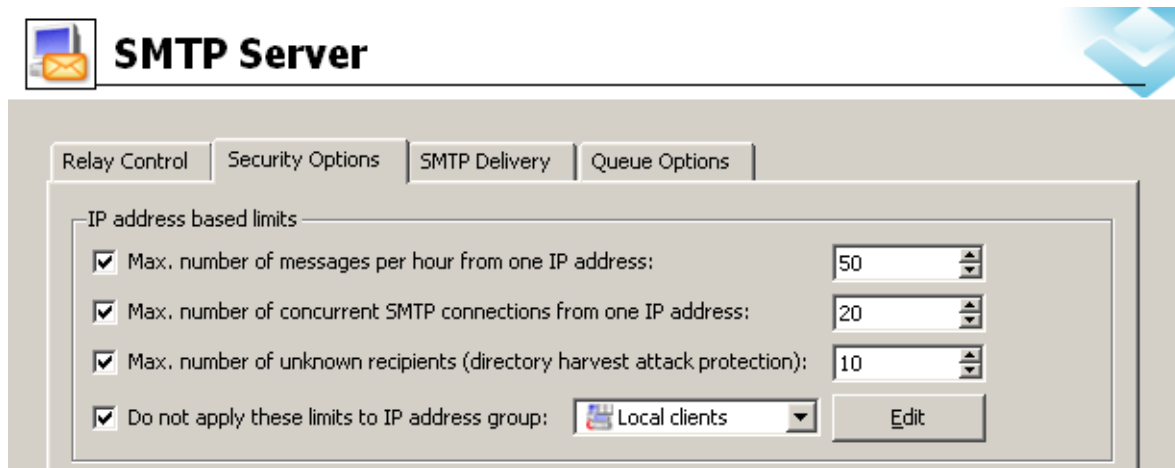 SMTP Server
Relay Control Security Options SMTP Delivery Queue Options
IP address based limits
Max. number of messages per hour from one IP address: 50
Max. number of concurrent SMTP connections from one IP address: 20
Max. number of unknown recipients (directory harvest attack protection): 10
Do not apply these limits to IP address group: Local clients Edit